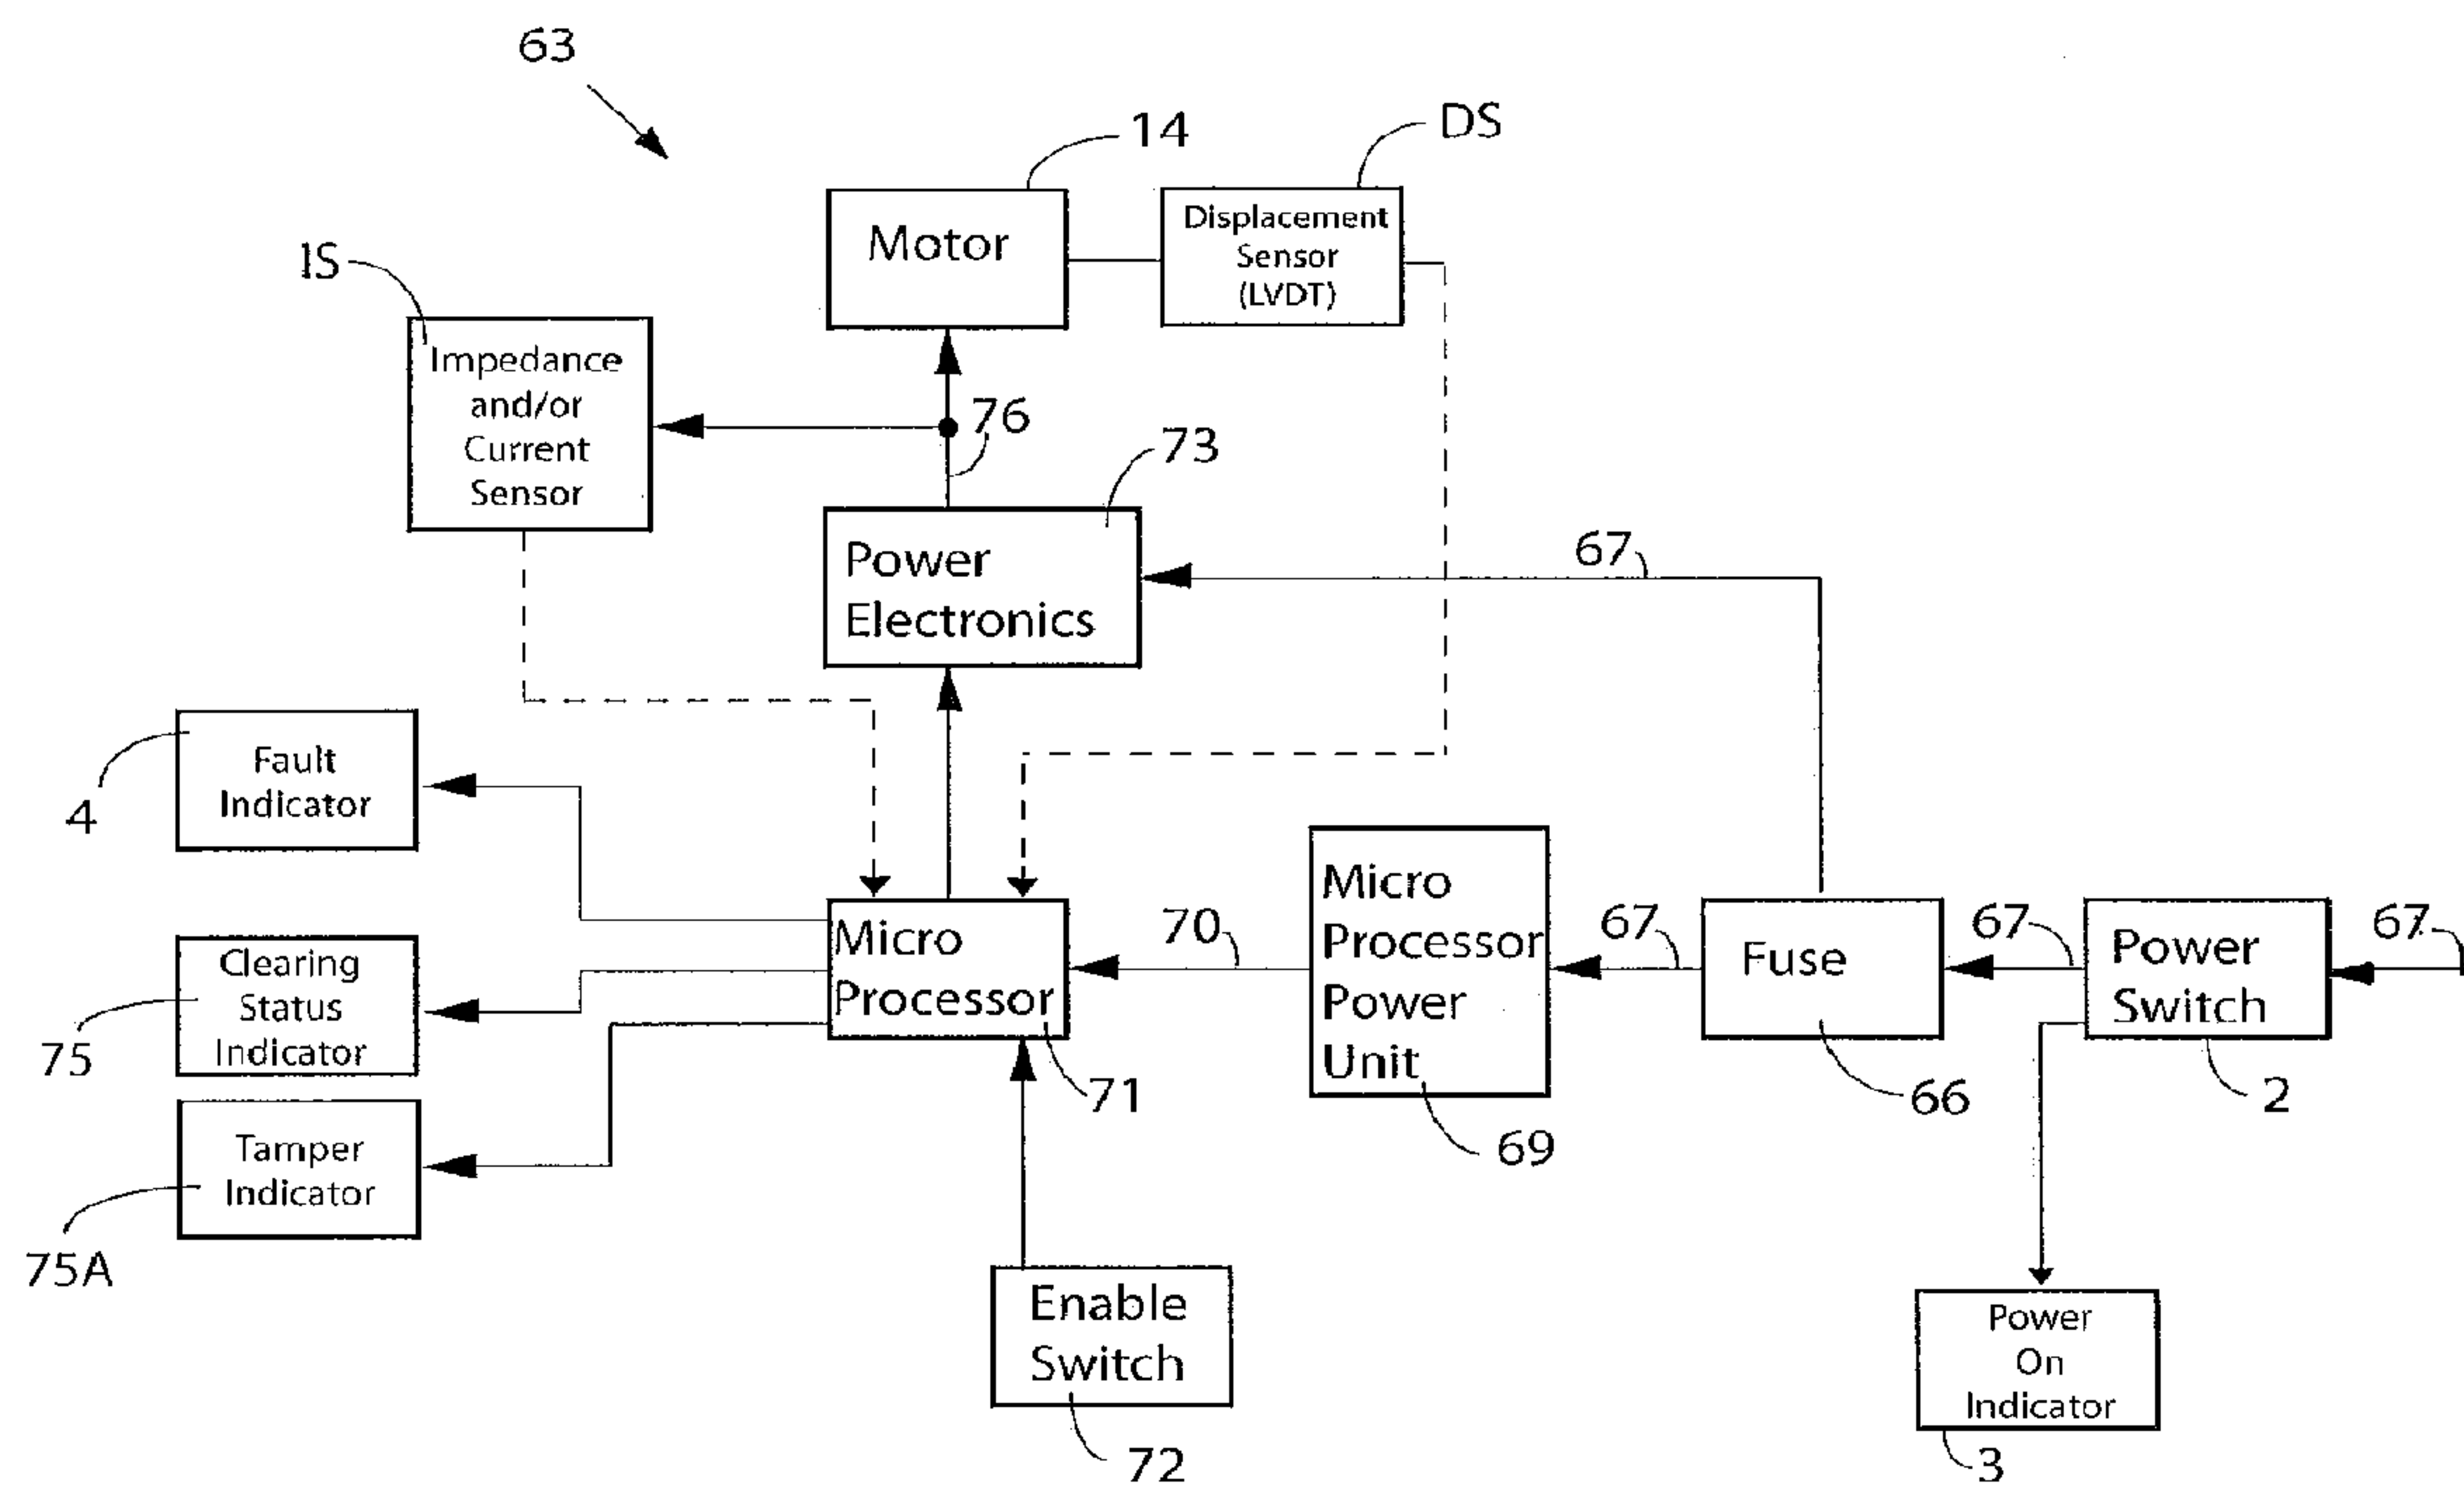 63
14
DS
Motor
Displacement
Sensor
(LVDT)
IS
Impedance
and/or
Current
Sensor
76
73
Power
Electronics
67
4
Fault
Indicator
Clearing
Status
Indicator
75
Tamper
Indicator
75A
Micro
Processor
71
70
Micro
Processor
Power
Unit
69
67
Fuse
66
67
Power
Switch
2
67
Enable
Switch
72
Power
On
Indicator
3